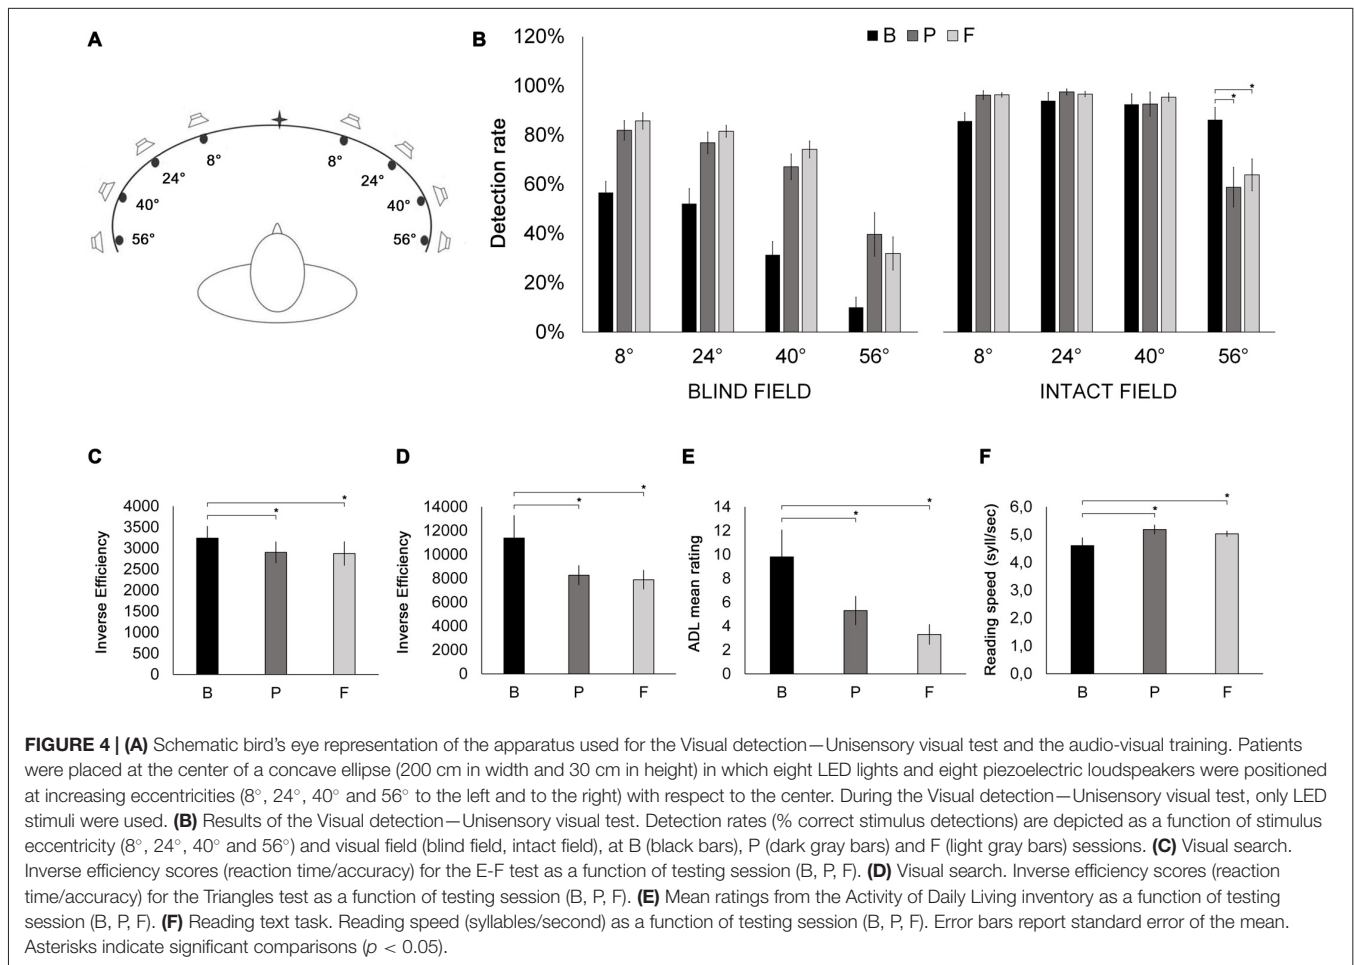 A
8°
8°
24°
24°
40°
40°
56°
56°
B
B P F
Detection rate
120%
100%
80%
60%
40%
20%
0%
* *
8° 24° 40° 56° 8° 24° 40° 56°
BLIND FIELD INTACT FIELD
C
Inverse Efficiency
4000
3500
3000
2500
2000
1500
1000
500
0
* *
B P F
D
Inverse Efficiency
14000
12000
10000
8000
6000
4000
2000
0
* *
B P F
E
ADL mean rating
14
12
10
8
6
4
2
0
* *
B P F
F
Reading speed (syll/sec)
6,0
5,0
4,0
3,0
2,0
1,0
0,0
* *
B P F
FIGURE 4 | (A) Schematic bird's eye representation of the apparatus used for the Visual detection—Unisensory visual test and the audio-visual training. Patients
were placed at the center of a concave ellipse (200 cm in width and 30 cm in height) in which eight LED lights and eight piezoelectric loudspeakers were positioned
at increasing eccentricities (8°, 24°, 40° and 56° to the left and to the right) with respect to the center. During the Visual detection—Unisensory visual test, only LED
stimuli were used. (B) Results of the Visual detection—Unisensory visual test. Detection rates (% correct stimulus detections) are depicted as a function of stimulus
eccentricity (8°, 24°, 40° and 56°) and visual field (blind field, intact field), at B (black bars), P (dark gray bars) and F (light gray bars) sessions. (C) Visual search.
Inverse efficiency scores (reaction time/accuracy) for the E-F test as a function of testing session (B, P, F). (D) Visual search. Inverse efficiency scores (reaction
time/accuracy) for the Triangles test as a function of testing session (B, P, F). (E) Mean ratings from the Activity of Daily Living inventory as a function of testing
session (B, P, F). (F) Reading text task. Reading speed (syllables/second) as a function of testing session (B, P, F). Error bars report standard error of the mean.
Asterisks indicate significant comparisons (p < 0.05).